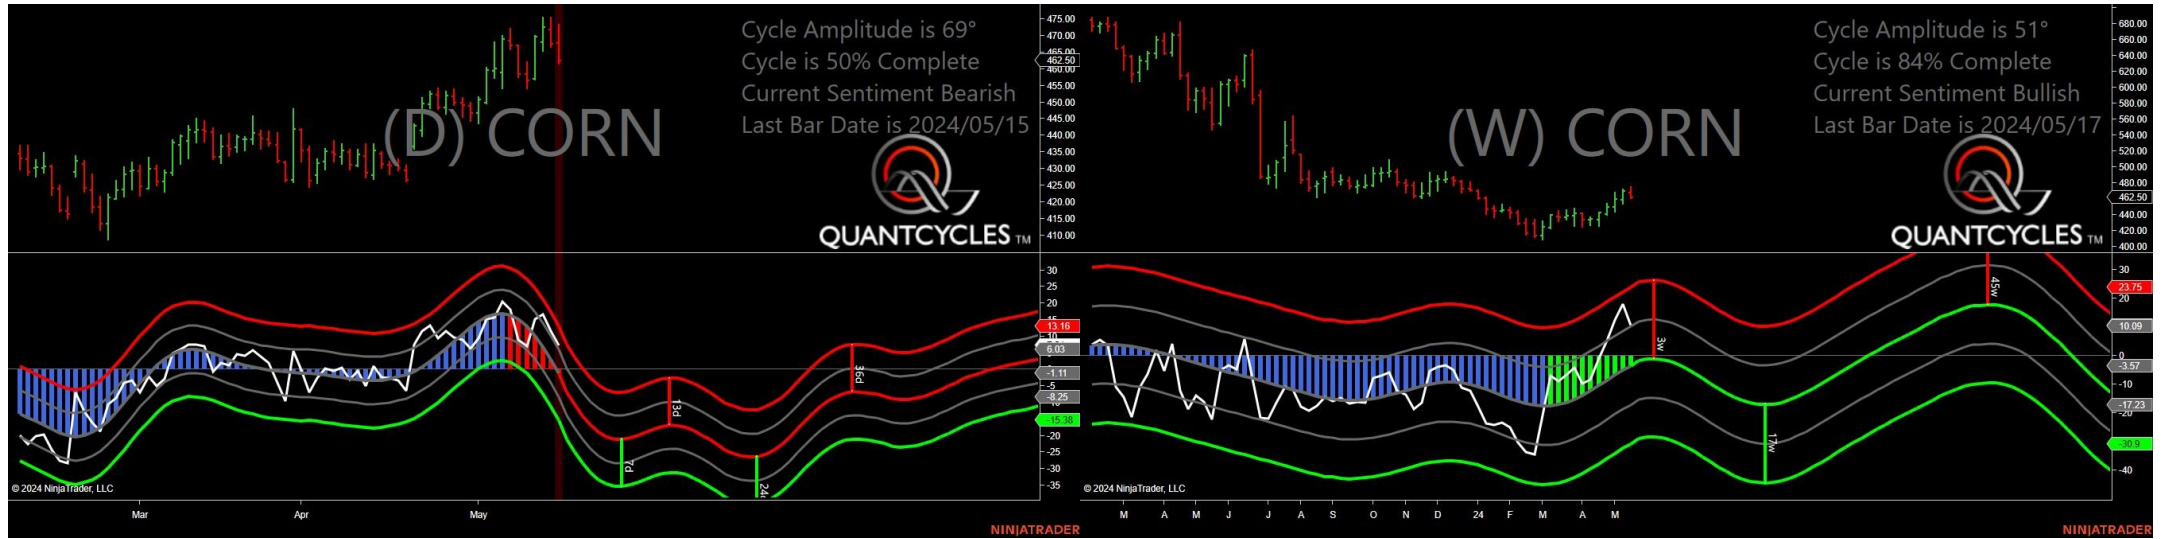 Cycle Amplitude is 69°
Cycle is 50% Complete
Current Sentiment Bearish
Last Bar Date is 2024/05/15
(D) CORN
QUANTCYCLES TM
475.00
470.00
465.00
462.50
460.00
455.00
450.00
445.00
440.00
435.00
430.00
425.00
420.00
415.00
410.00
30
25
20
15
13.16
10
6.03
-1.11
-5
-8.25
-15.38
-20
-25
-30
-35
7d
13d
36d
© 2024 NinjaTrader, LLC
Mar Apr May
NINJATRADER
Cycle Amplitude is 51°
Cycle is 84% Complete
Current Sentiment Bullish
Last Bar Date is 2024/05/17
(W) CORN
QUANTCYCLES TM
680.00
660.00
640.00
620.00
600.00
580.00
560.00
540.00
520.00
500.00
480.00
462.50
440.00
420.00
400.00
30
23.75
20
10.09
0
-3.57
-10
-17.23
-20
-30.9
-40
3w
17w
45w
© 2024 NinjaTrader, LLC
M A M J J A S O N D 24 F M A M
NINJATRADER